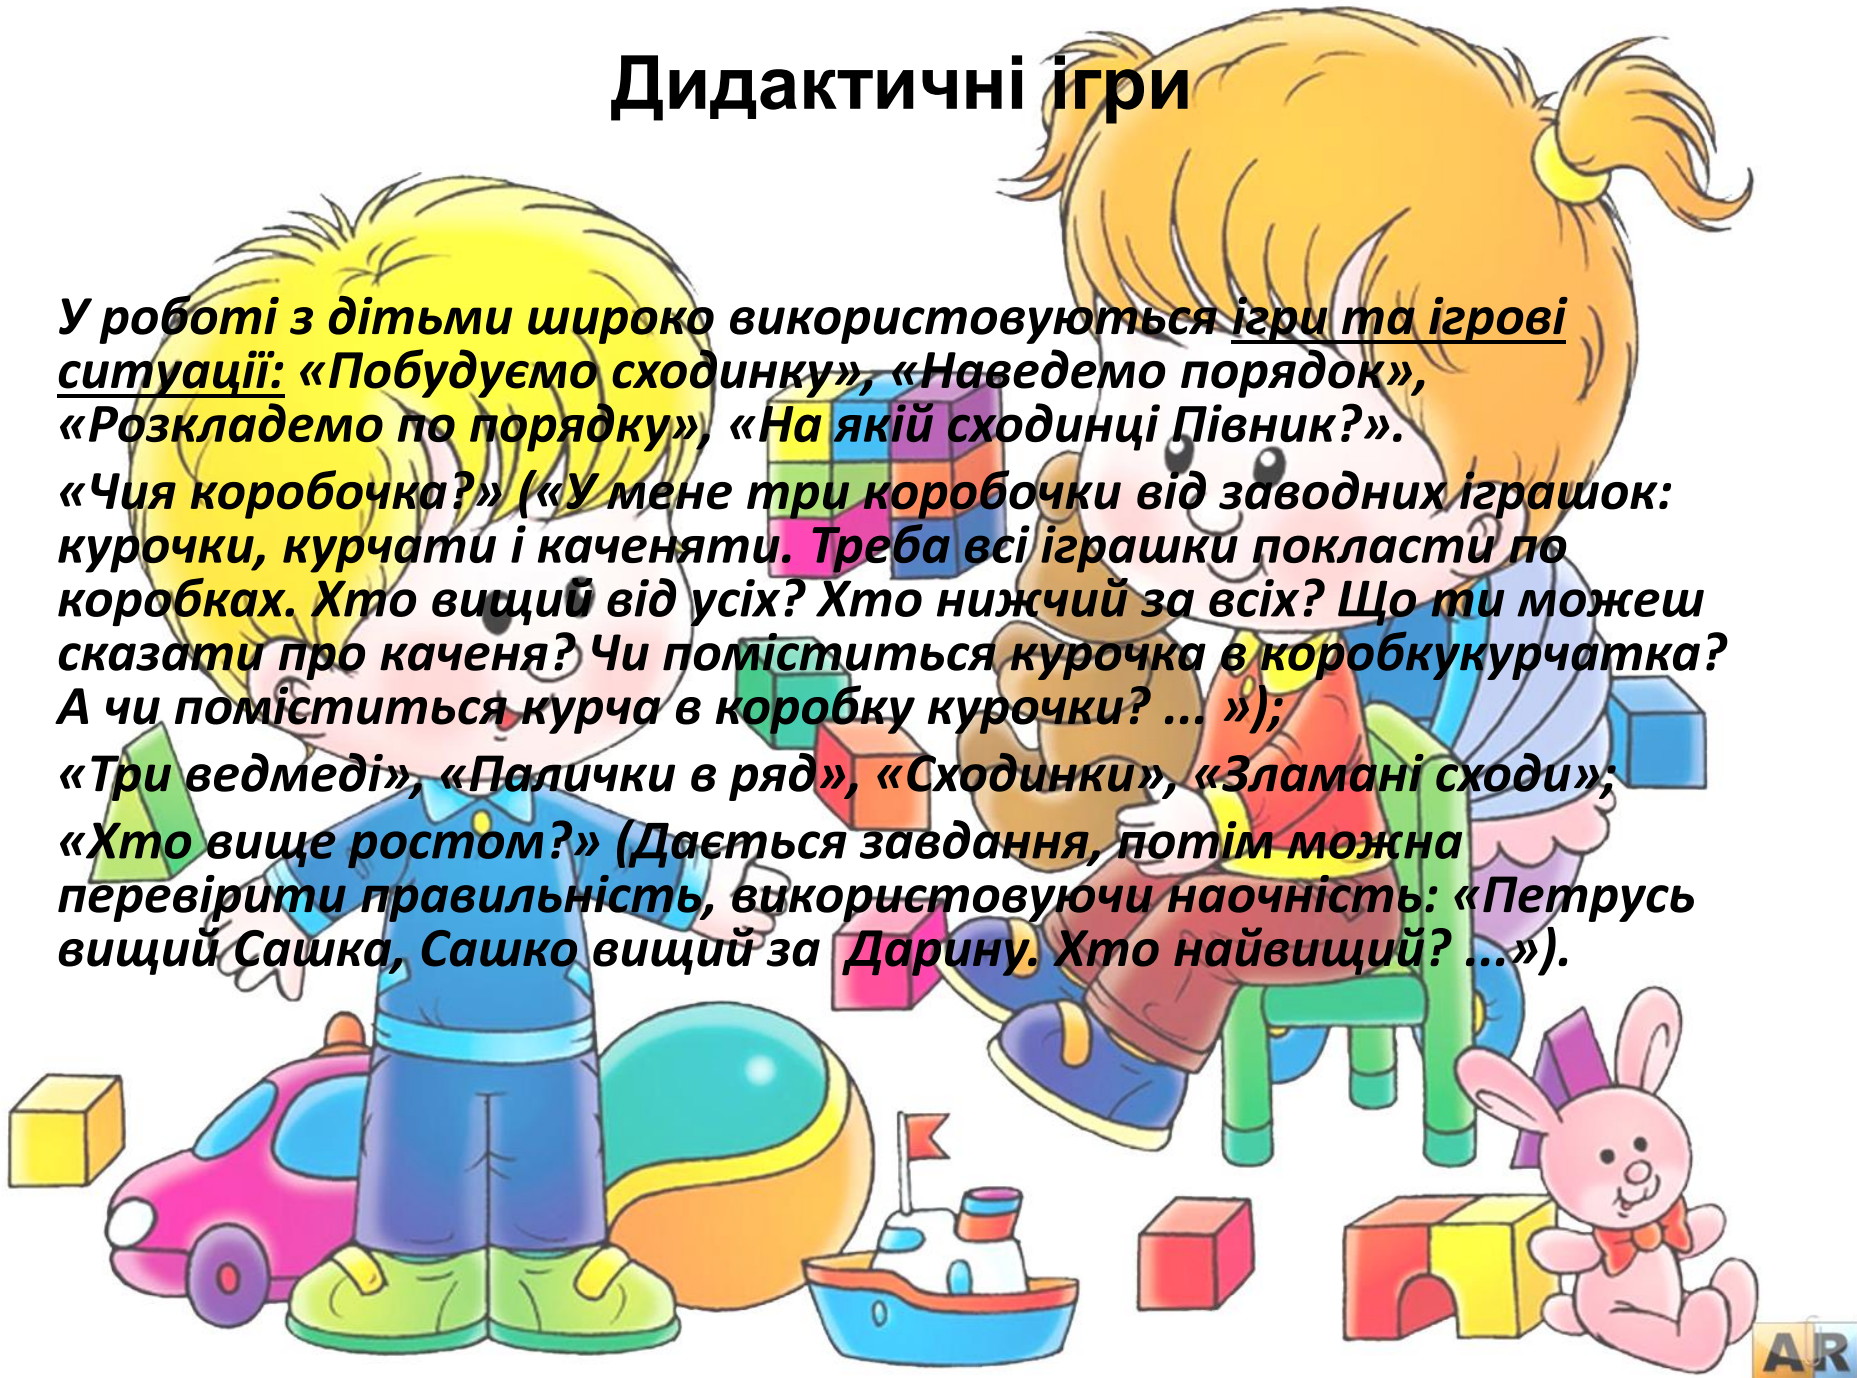 Дидактичні ігри
У роботі з дітьми широко використовуються ігри та ігрові
ситуації: «Побудуємо сходинку», «Наведемо порядок»,
«Розкладемо по порядку», «На якій сходинці Півник?».
«Чия коробочка?» («У мене три коробочки від заводних іграшок:
курочки, курчати і каченяти. Треба всі іграшки покласти по
коробках. Хто вищий від усіх? Хто нижчий за всіх? Що ти можеш
сказати про каченя? Чи поміститься курочка в коробкукурчатка?
А чи поміститься курча в коробку курочки? ... »);
«Три ведмеді», «Палички в ряд», «Сходинки», «Зламані сходи»;
«Хто вище ростом?» (Дається завдання, потім можна
перевірити правильність, використовуючи наочність: «Петрусь
вищий Сашка, Сашко вищий за Дарину. Хто найвищий? ...»).
AR